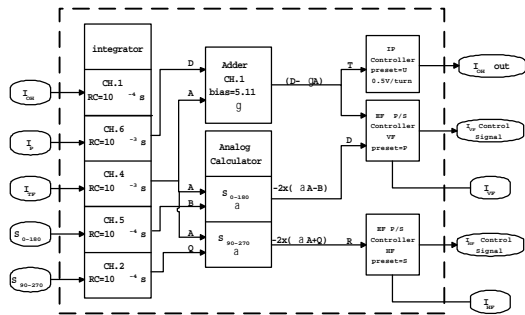 integrator
CH.1
RC=10 -4 s
CH.6
RC=10 -3 s
CH.4
RC=10 -3 s
CH.5
RC=10 -4 s
CH.2
RC=10 -4 s
I OH
I P
I TF
S 0-180
S 90-270
D
A
A
B
A
Q
Adder
CH.1
bias=5.11
g
Analog
Calculator
S 0-180
a
S 90-270
a
(D- gA)
-2x( aA-B)
-2x( aA+Q)
T
D
R
IP
Controller
preset=U
0.5V/turn
EF P/S
Controller
VF
preset=P
EF P/S
Controller
HF
preset=S
I OH out
I VF Control
Signal
I VF
I HF Control
Signal
I HF